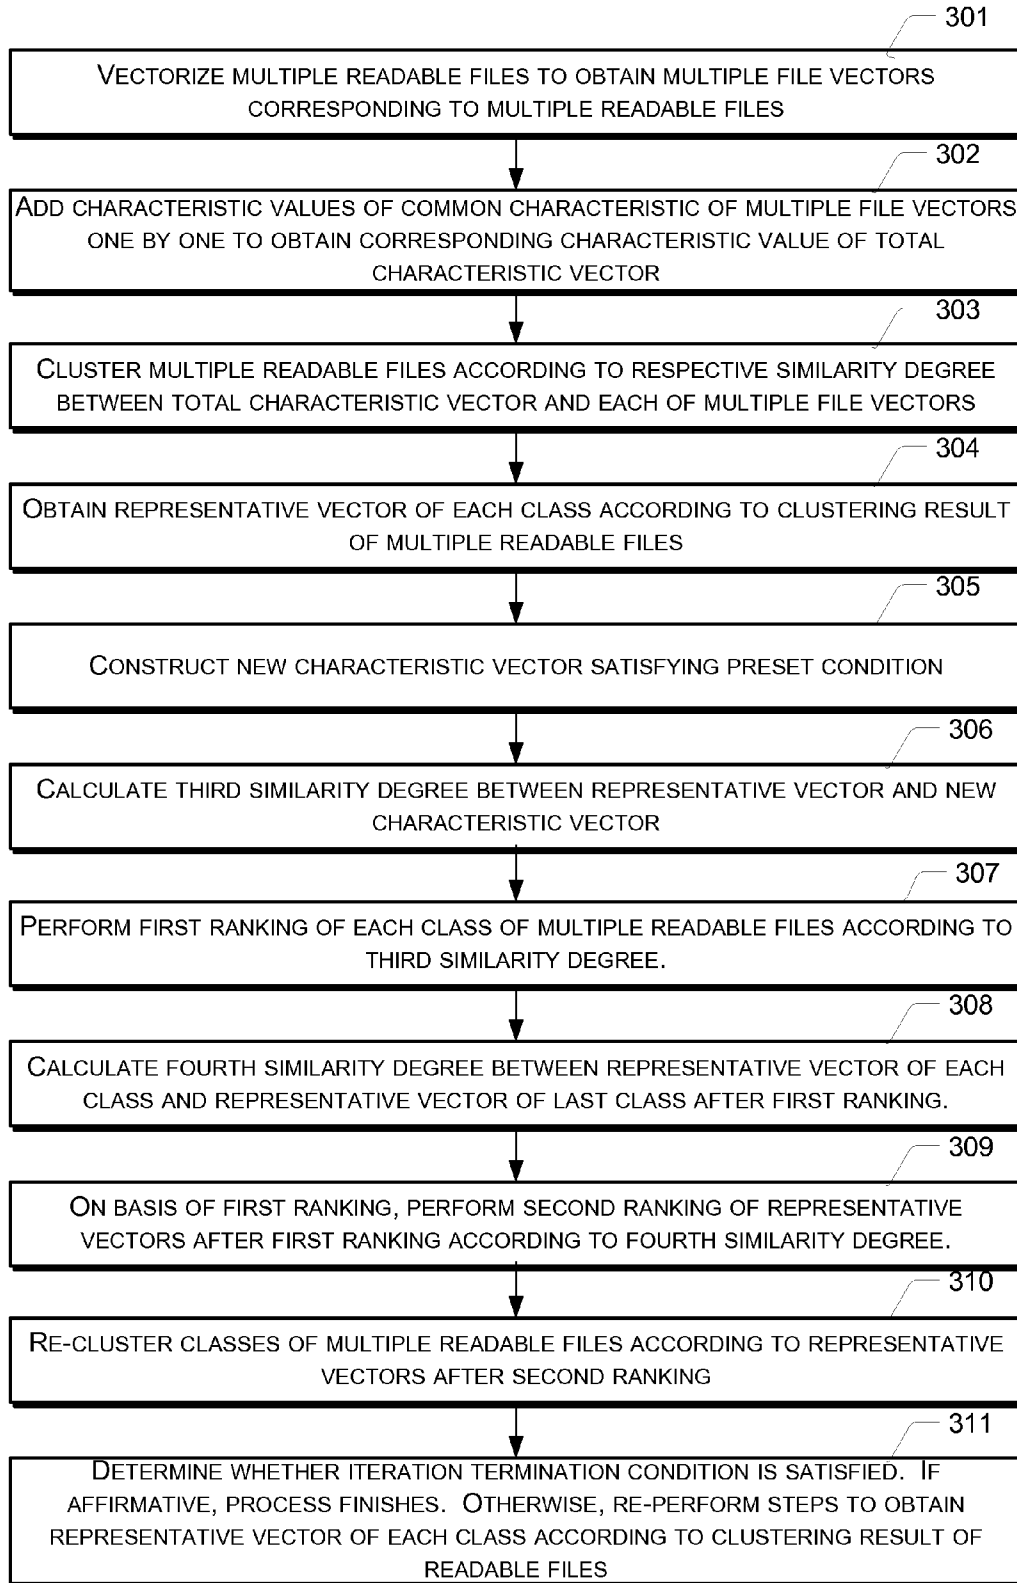 301
VECTORIZE MULTIPLE READABLE FILES TO OBTAIN MULTIPLE FILE VECTORS
CORRESPONDING TO MULTIPLE READABLE FILES
302
ADD CHARACTERISTIC VALUES OF COMMON CHARACTERISTIC OF MULTIPLE FILE VECTORS
ONE BY ONE TO OBTAIN CORRESPONDING CHARACTERISTIC VALUE OF TOTAL
CHARACTERISTIC VECTOR
303
CLUSTER MULTIPLE READABLE FILES ACCORDING TO RESPECTIVE SIMILARITY DEGREE
BETWEEN TOTAL CHARACTERISTIC VECTOR AND EACH OF MULTIPLE FILE VECTORS
304
OBTAIN REPRESENTATIVE VECTOR OF EACH CLASS ACCORDING TO CLUSTERING RESULT
OF MULTIPLE READABLE FILES
305
CONSTRUCT NEW CHARACTERISTIC VECTOR SATISFYING PRESET CONDITION
306
CALCULATE THIRD SIMILARITY DEGREE BETWEEN REPRESENTATIVE VECTOR AND NEW
CHARACTERISTIC VECTOR
307
PERFORM FIRST RANKING OF EACH CLASS OF MULTIPLE READABLE FILES ACCORDING TO
THIRD SIMILARITY DEGREE.
308
CALCULATE FOURTH SIMILARITY DEGREE BETWEEN REPRESENTATIVE VECTOR OF EACH
CLASS AND REPRESENTATIVE VECTOR OF LAST CLASS AFTER FIRST RANKING.
309
ON BASIS OF FIRST RANKING, PERFORM SECOND RANKING OF REPRESENTATIVE
VECTORS AFTER FIRST RANKING ACCORDING TO FOURTH SIMILARITY DEGREE.
310
RE-CLUSTER CLASSES OF MULTIPLE READABLE FILES ACCORDING TO REPRESENTATIVE
VECTORS AFTER SECOND RANKING
311
DETERMINE WHETHER ITERATION TERMINATION CONDITION IS SATISFIED. IF
AFFIRMATIVE, PROCESS FINISHES. OTHERWISE, RE-PERFORM STEPS TO OBTAIN
REPRESENTATIVE VECTOR OF EACH CLASS ACCORDING TO CLUSTERING RESULT OF
READABLE FILES